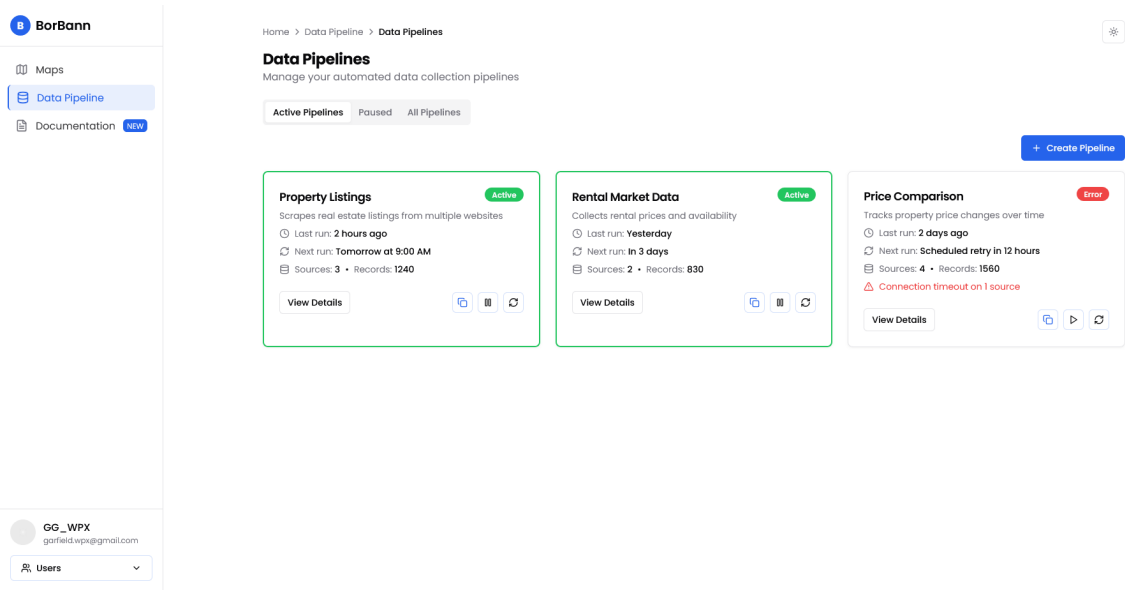 B BorBann
Maps
Data Pipeline
Documentation NEW
GG_WPX
garfield.wpx@gmail.com
Users
Home > Data Pipeline > Data Pipelines
Data Pipelines
Manage your automated data collection pipelines
Active Pipelines Paused All Pipelines
+ Create Pipeline
Property Listings Active
Scrapes real estate listings from multiple websites
Last run: 2 hours ago
Next run: Tomorrow at 9:00 AM
Sources: 3 • Records: 1240
View Details
Rental Market Data Active
Collects rental prices and availability
Last run: Yesterday
Next run: In 3 days
Sources: 2 • Records: 830
View Details
Price Comparison Error
Tracks property price changes over time
Last run: 2 days ago
Next run: Scheduled retry in 12 hours
Sources: 4 • Records: 1560
Connection timeout on 1 source
View Details